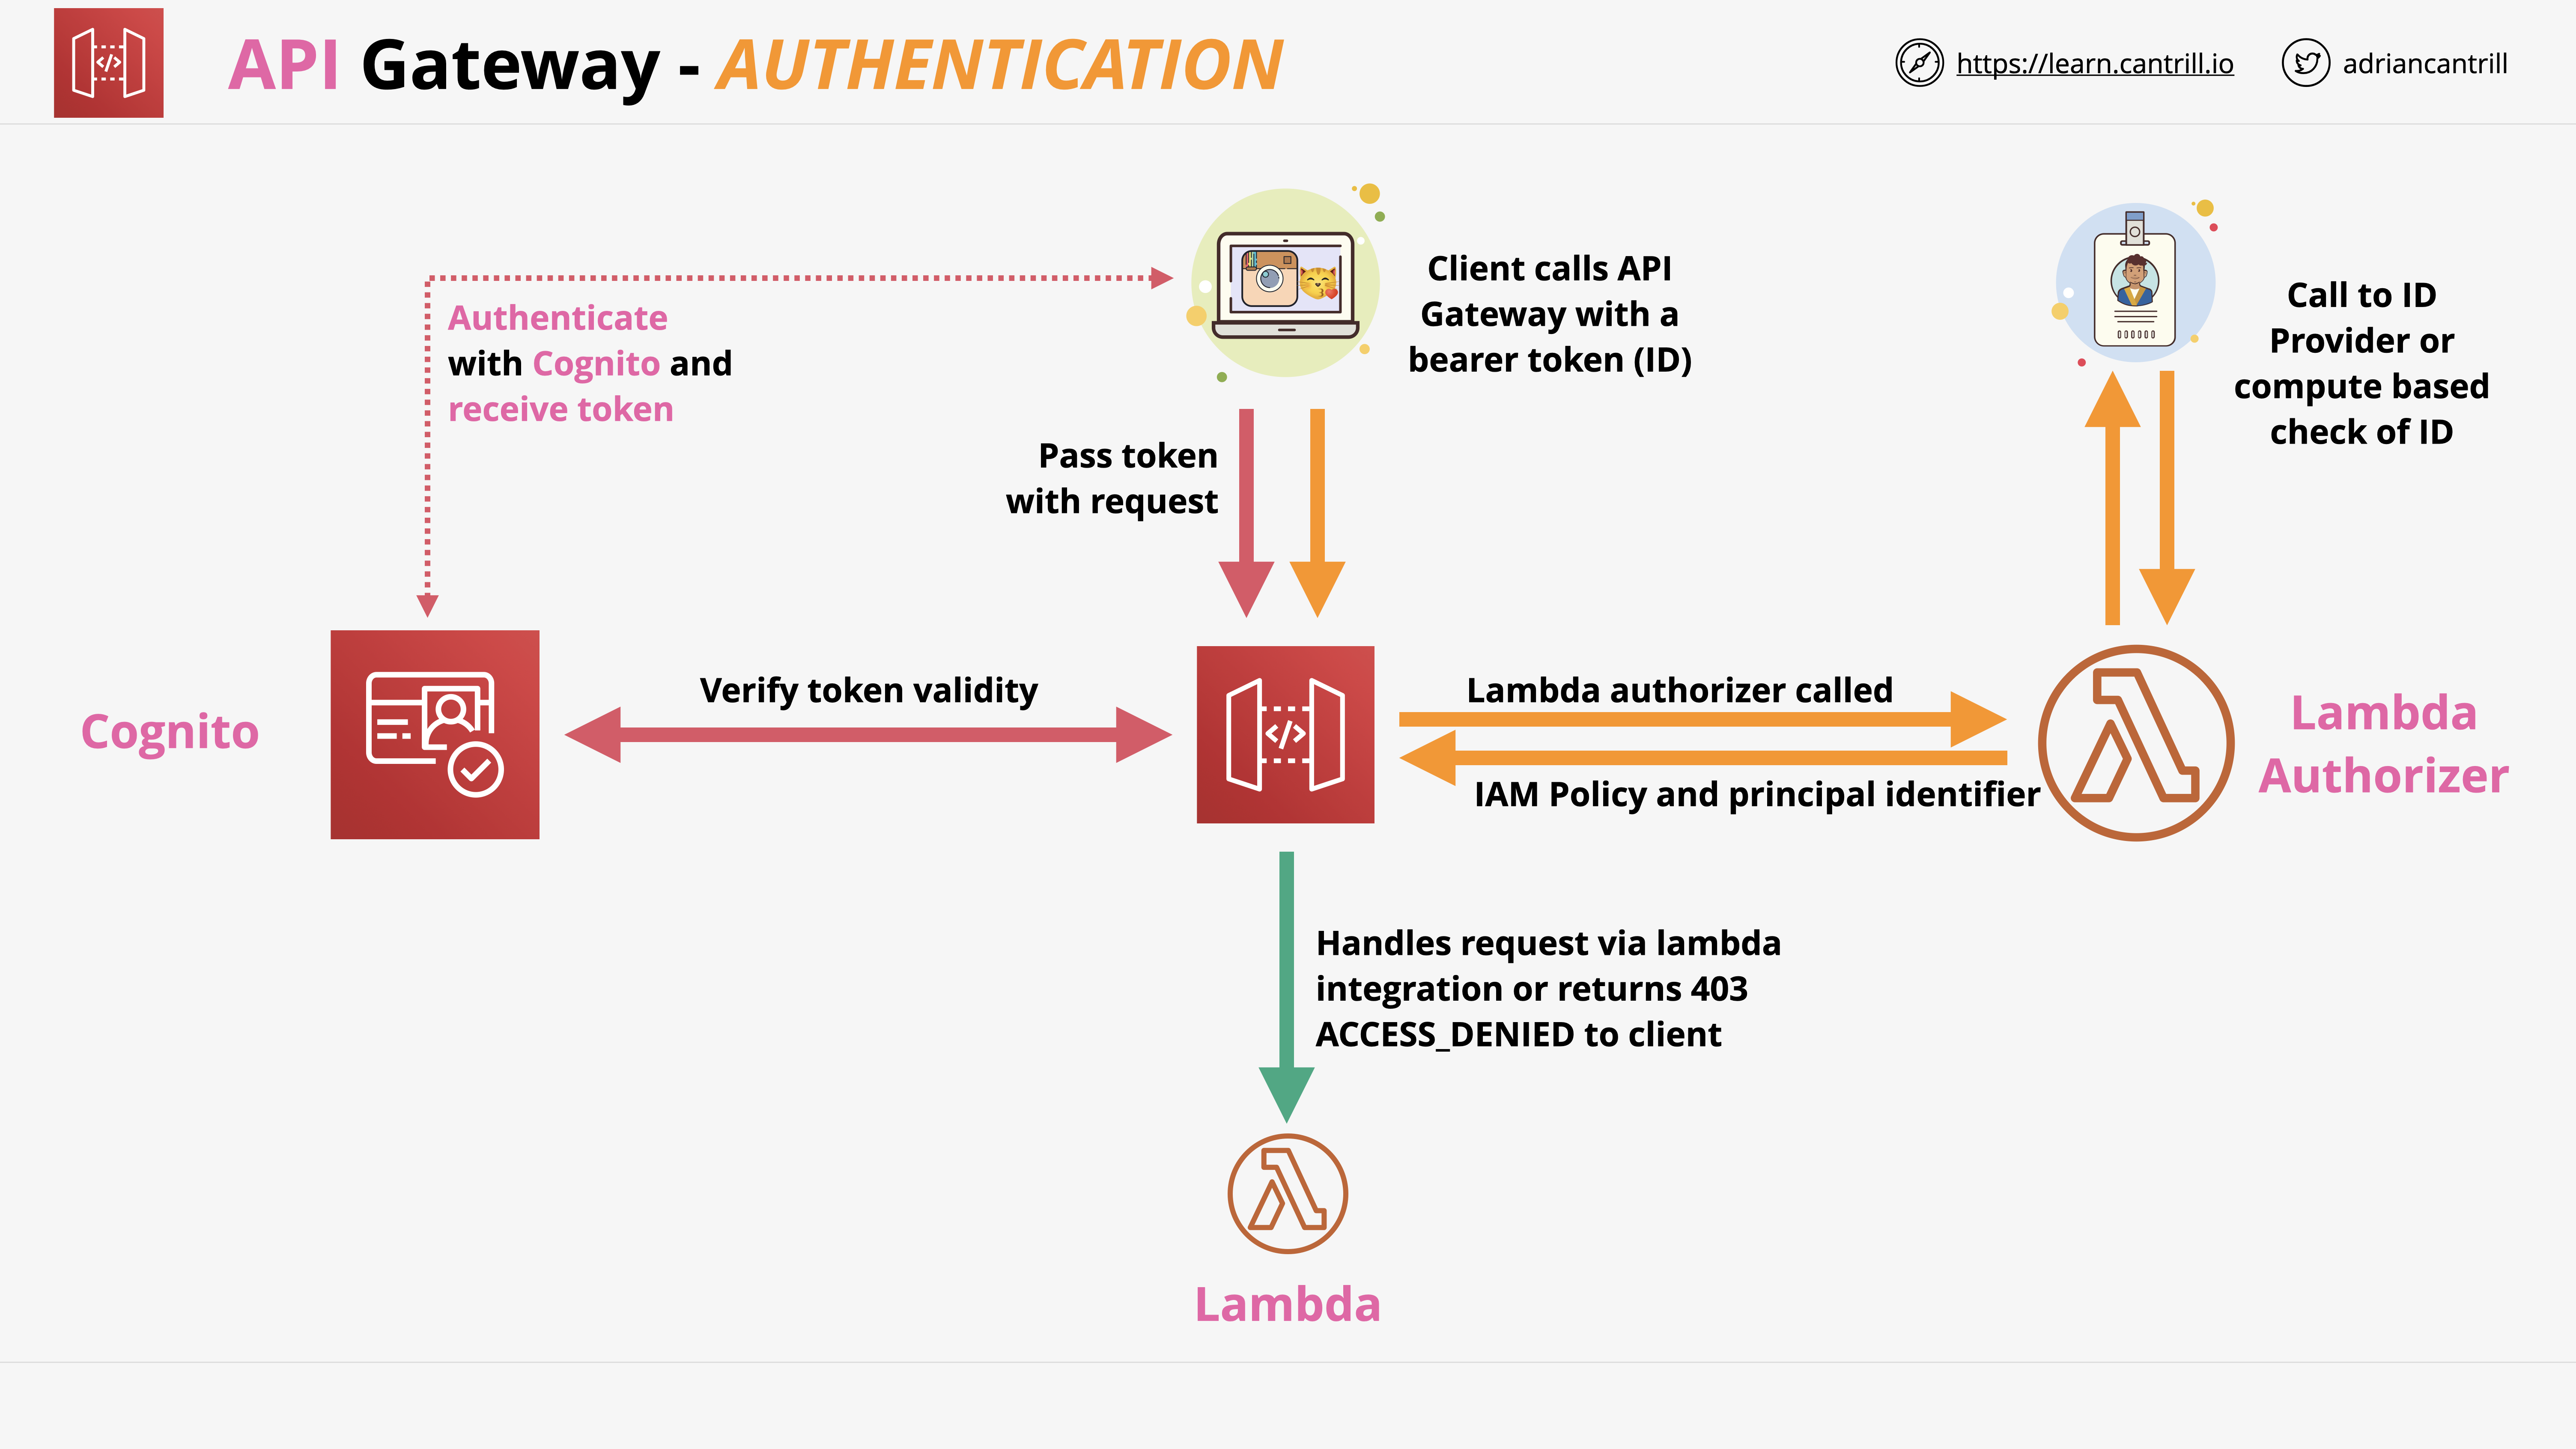 API Gateway - AUTHENTICATION
https://learn.cantrill.io
adriancantrill
Authenticate
with Cognito and
receive token
Client calls API
Gateway with a
bearer token (ID)
Call to ID
Provider or
compute based
check of ID
Pass token
with request
Cognito
Verify token validity
</>
Lambda authorizer called
IAM Policy and principal identifier
Lambda
Authorizer
Handles request via lambda
integration or returns 403
ACCESS_DENIED to client
Lambda